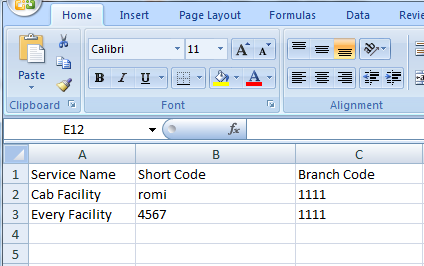 Home Insert Page Layout Formulas Data Revie
Calibri 11 A A
Paste B I U A
Clipboard Font Alignment
E12 fx
A B C
1 Service Name Short Code Branch Code
2 Cab Facility romi 1111
3 Every Facility 4567 1111
4
5